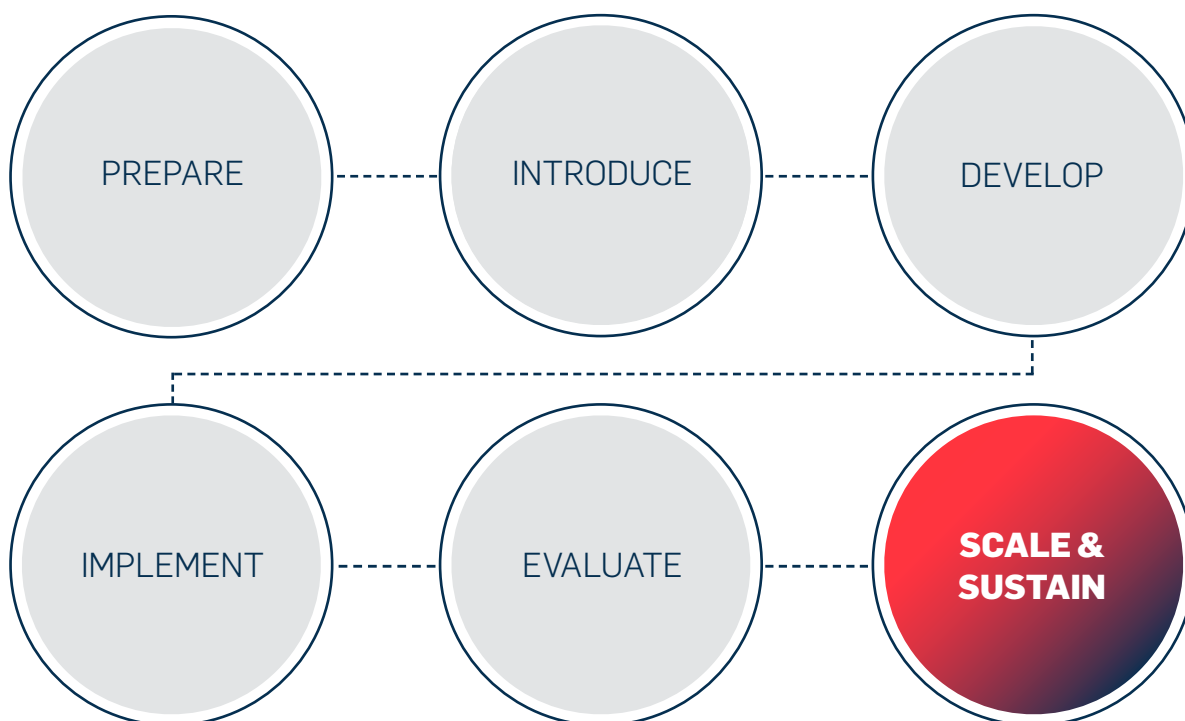 PREPARE
INTRODUCE
DEVELOP
IMPLEMENT
EVALUATE
SCALE &
SUSTAIN